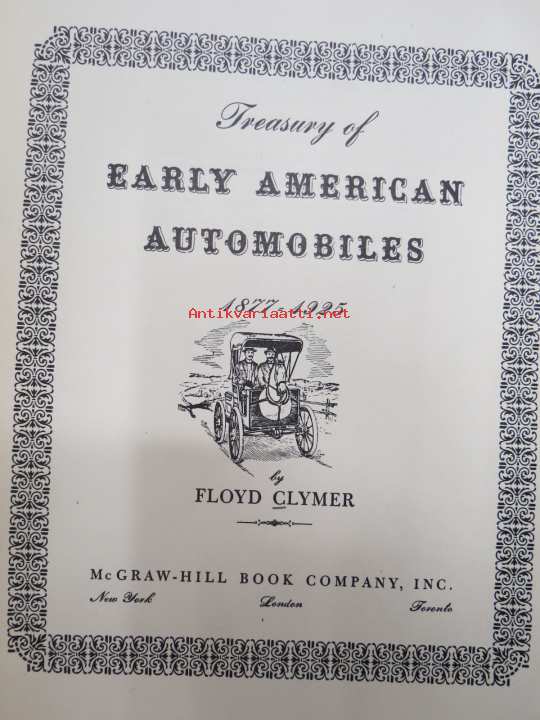 Treasury of
EARLY AMERICAN
AUTOMOBILES
1877-1925
Antikvariaatti.net
by
FLOYD CLYMER
McGRAW-HILL BOOK COMPANY, INC.
New York London Toronto